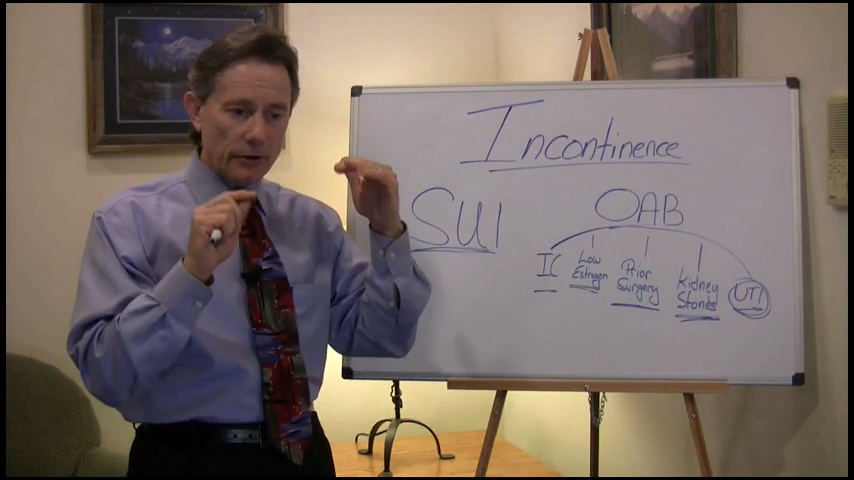 Incontinence
SUI
OAB
IC
Low
Estrogen
Prior
Surgery
Kidney
Stones
UTI